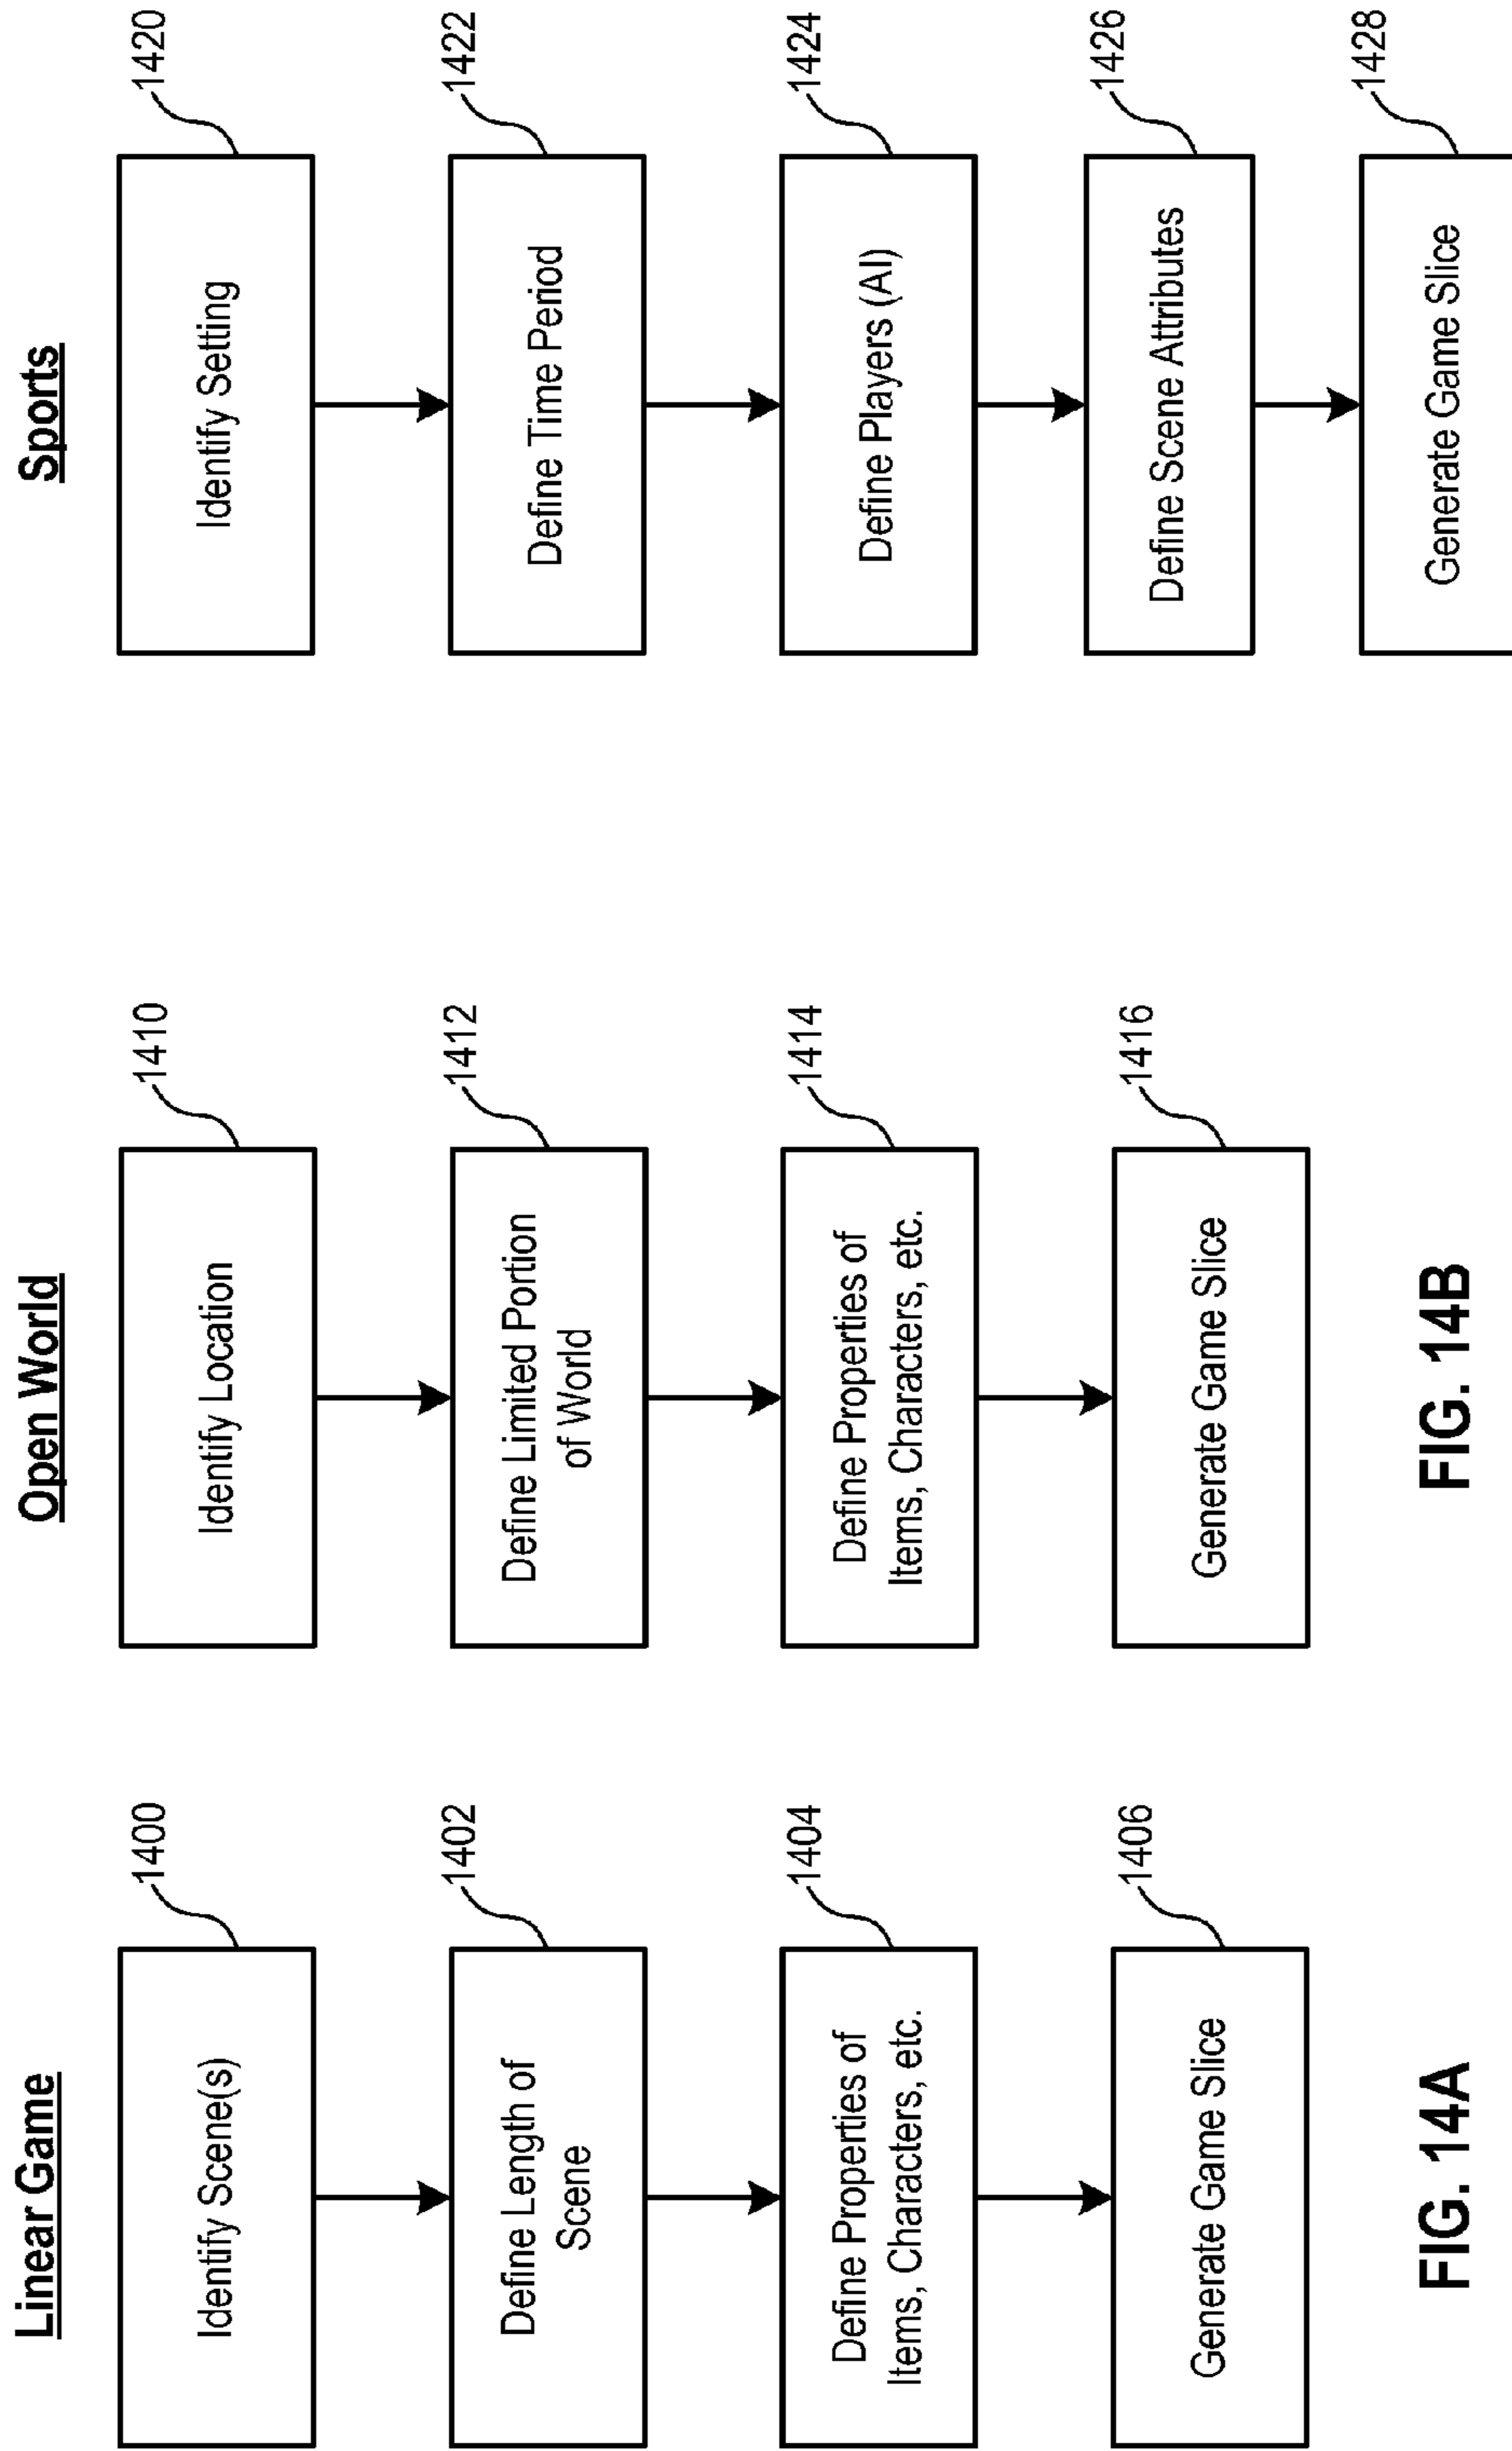 Linear Game
Identify Scene(s)
1400
Define Length of
Scene
1402
Define Properties of
Items, Characters, etc.
1404
Generate Game Slice
1406
FIG. 14A
Open World
Identify Location
1410
Define Limited Portion
of World
1412
Define Properties of
Items, Characters, etc.
1414
Generate Game Slice
1416
FIG. 14B
Sports
Identify Setting
1420
Define Time Period
1422
Define Players (AI)
1424
Define Scene Attributes
1426
Generate Game Slice
1428